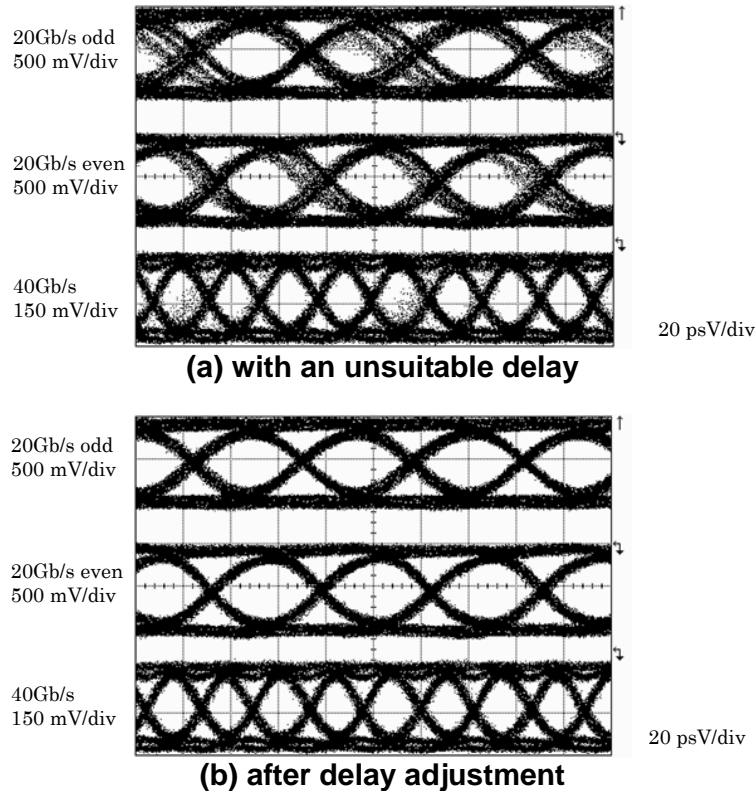 20Gb/s odd
500 mV/div
20Gb/s even
500 mV/div
40Gb/s
150 mV/div
20 psV/div
(a) with an unsuitable delay
20Gb/s odd
500 mV/div
20Gb/s even
500 mV/div
40Gb/s
150 mV/div
20 psV/div
(b) after delay adjustment